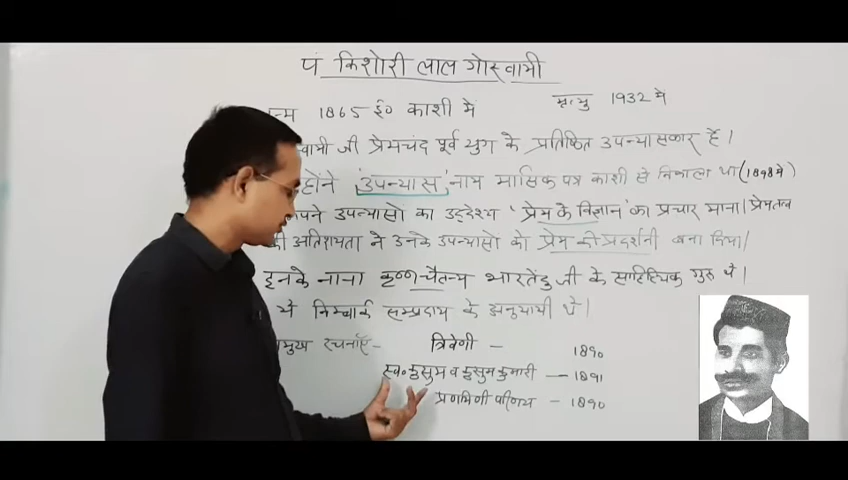 पं किशोरी लाल गोस्वामी
न्म 1865 ई० काशी मे मृत्यु 1932 मे
स्वामी जी प्रेमचंद पूर्व युग के प्रतिष्ठित उपन्यासकार हैं।
होंने 'उपन्यास' नाम मासिक पत्र काशी से निकाला था (1898 मे)
पने उपन्यासो का उद्देश्य 'प्रेम के विज्ञान' का प्रचार माना। प्रेमतत्व
की अतिशयता ने उनके उपन्यासो को प्रेम की प्रदर्शनी बना दिया।
इनके नाना कृष्ण चैतन्य भारतेंदु जी के साहित्यिक गुरू थे।
ये निम्बार्क सम्प्रदाय के अनुयायी थे।
मुख रचनाएँ- त्रिवेणी - 1890
स्व० कुसुम व कुसुम कुमारी - 1891
प्रणयिणी परिणय - 1890